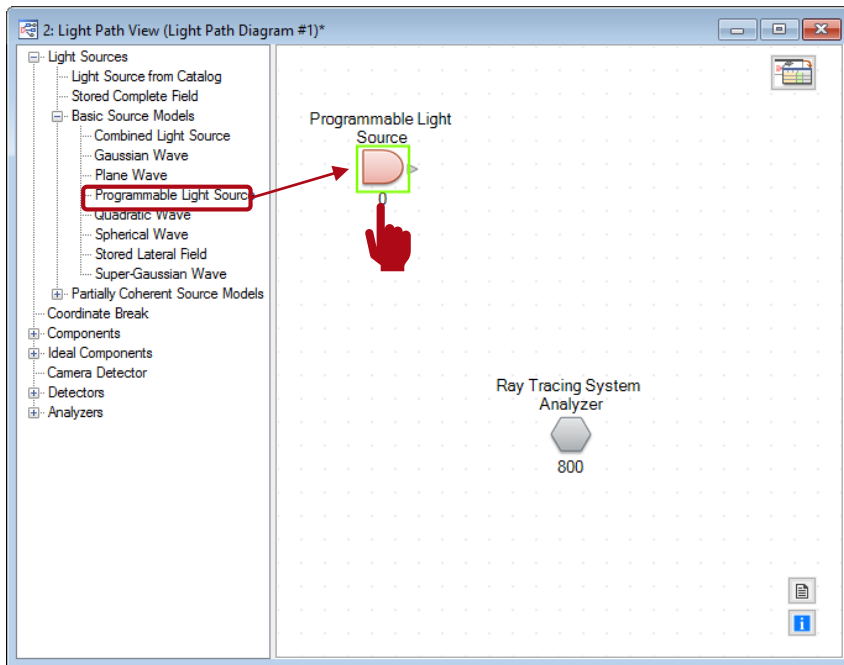 2: Light Path View (Light Path Diagram #1)*
Light Sources
Light Source from Catalog
Stored Complete Field
Basic Source Models
Combined Light Source
Gaussian Wave
Plane Wave
Programmable Light Source
Quadratic Wave
Spherical Wave
Stored Lateral Field
Super-Gaussian Wave
Partially Coherent Source Models
Coordinate Break
Components
Ideal Components
Camera Detector
Detectors
Analyzers
Programmable Light
Source
0
Ray Tracing System
Analyzer
800